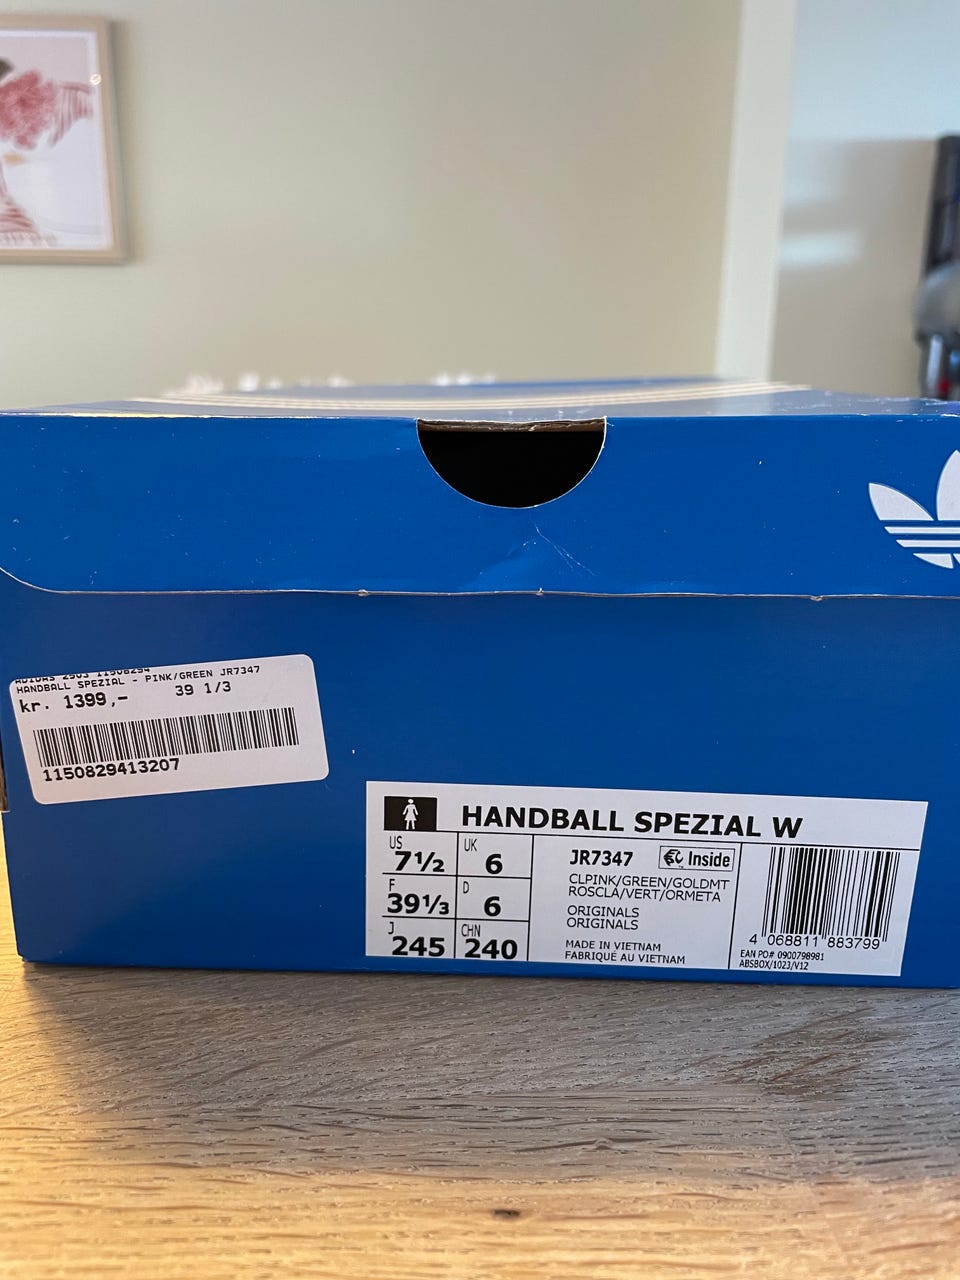 ADIDAS 2903 11508294
HANDBALL SPEZIAL - PINK/GREEN JR7347
kr. 1399,- 39 1/3
1150829413207
HANDBALL SPEZIAL W
US 7½ UK 6
F 39⅓ D 6
J 245 CHN 240
JR7347 Inside
CLPINK/GREEN/GOLDMT
ROSCLA/VERT/ORMETA
ORIGINALS
ORIGINALS
MADE IN VIETNAM
FABRIQUÉ AU VIETNAM
4 068811 883799
EAN PO# 0900798981
ABSBOX/1023/V12